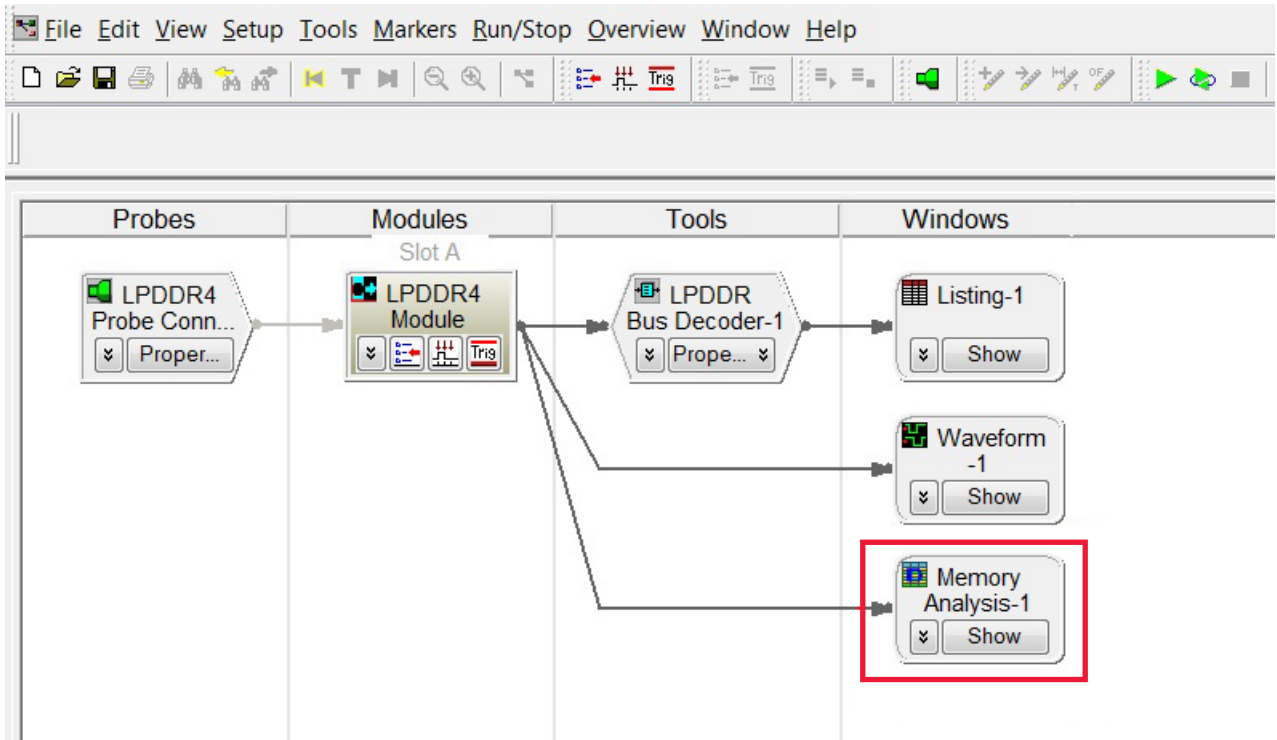 File Edit View Setup Tools Markers Run/Stop Overview Window Help
T Trig Trig
Probes Modules Tools Windows
Slot A
LPDDR4
Probe Conn...
Proper...
LPDDR4
Module
Trig
LPDDR
Bus Decoder-1
Prope...
Listing-1
Show
Waveform
-1
Show
Memory
Analysis-1
Show